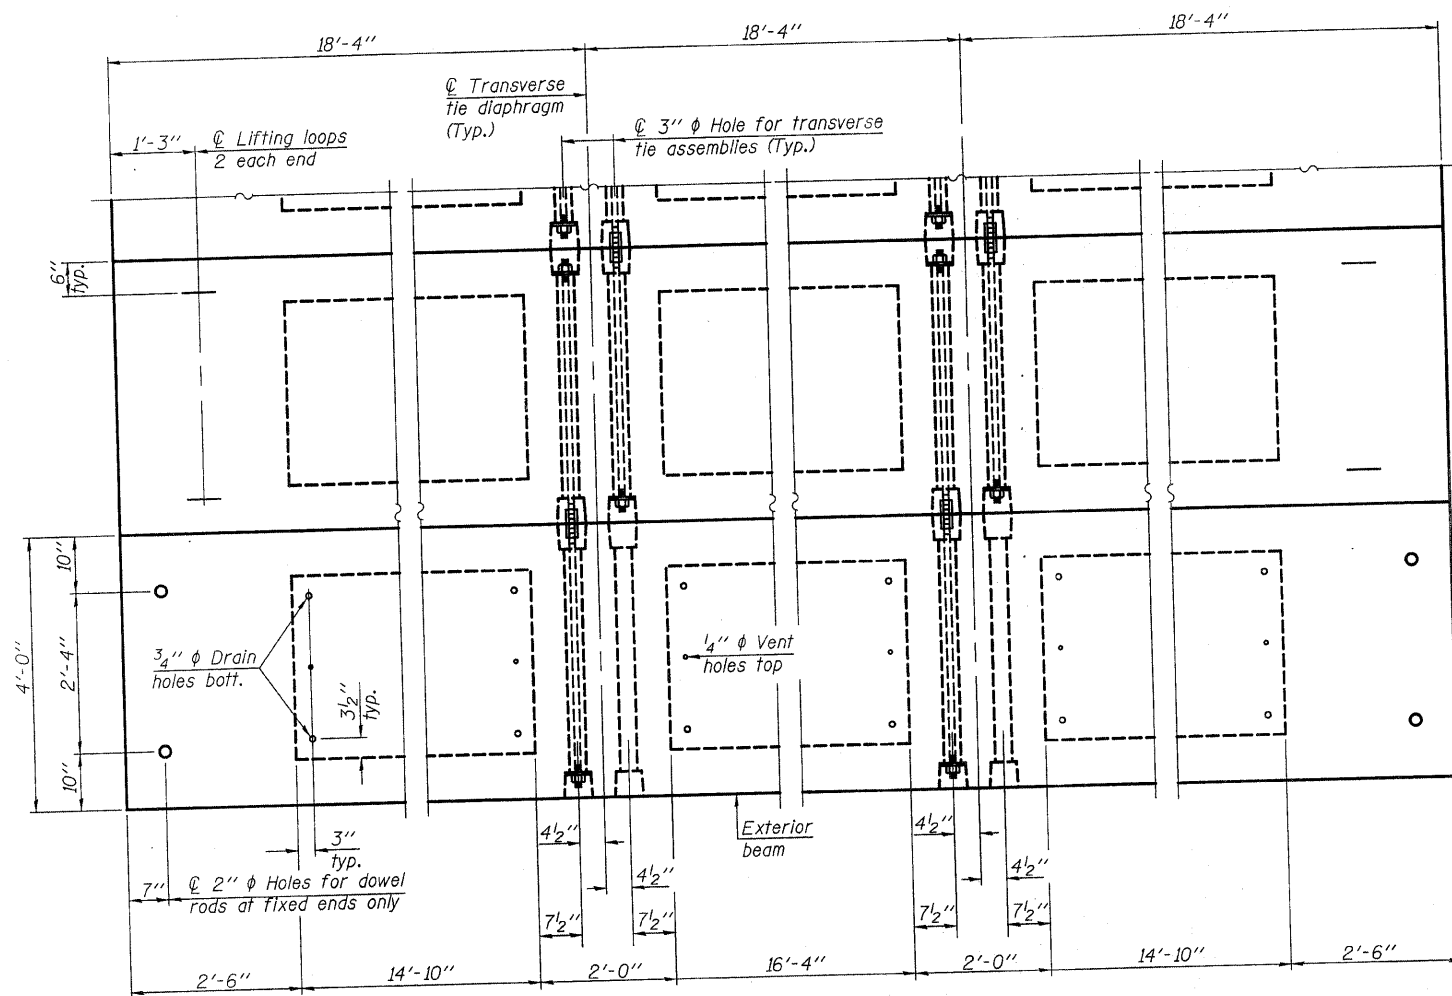 18'-4"
18'-4"
18'-4"
℄ Transverse
tie diaphragm
(Typ.)
1'-3"
℄ Lifting loops
2 each end
℄ 3" ϕ Hole for transverse
tie assemblies (Typ.)
6"
typ.
4'-0"
10"
2'-4"
10"
3/4" ϕ Drain
holes bott.
3 1/2"
typ.
1/4" ϕ Vent
holes top
3"
typ.
7"
℄ 2" ϕ Holes for dowel
rods at fixed ends only
4 1/2"
4 1/2"
7 1/2"
7 1/2"
Exterior
beam
4 1/2"
4 1/2"
7 1/2"
7 1/2"
2'-6"
14'-10"
2'-0"
16'-4"
2'-0"
14'-10"
2'-6"